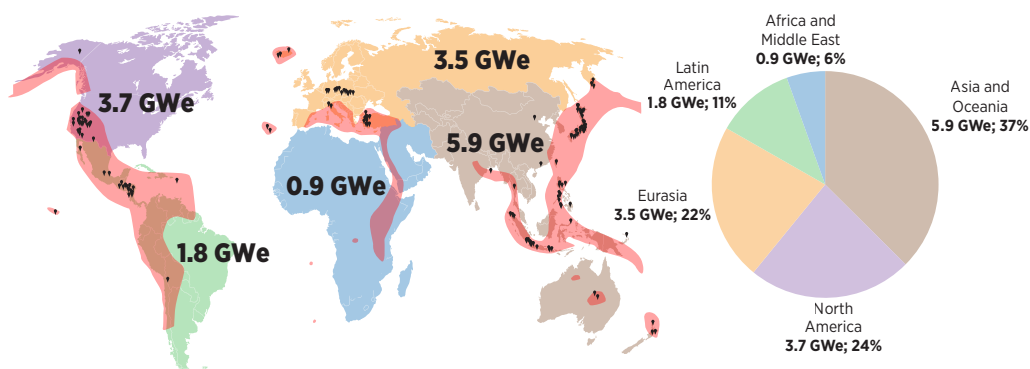 3.7 GWe
3.5 GWe
5.9 GWe
0.9 GWe
1.8 GWe
Africa and
Middle East
0.9 GWe; 6%
Latin
America
1.8 GWe; 11%
Asia and
Oceania
5.9 GWe; 37%
Eurasia
3.5 GWe; 22%
North
America
3.7 GWe; 24%